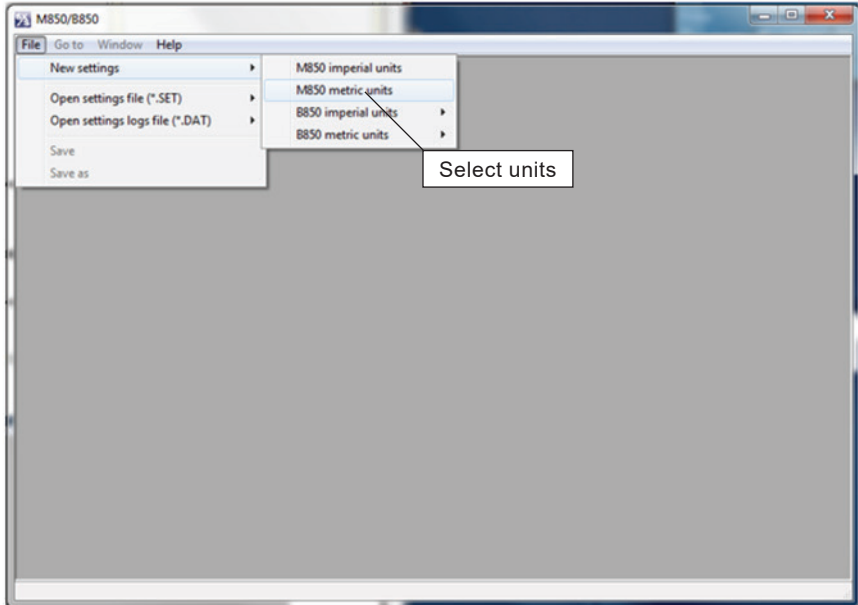 M850/B850
File Go to Window Help
New settings
Open settings file (*.SET)
Open settings logs file (*.DAT)
Save
Save as
M850 imperial units
M850 metric units
B850 imperial units
B850 metric units
Select units